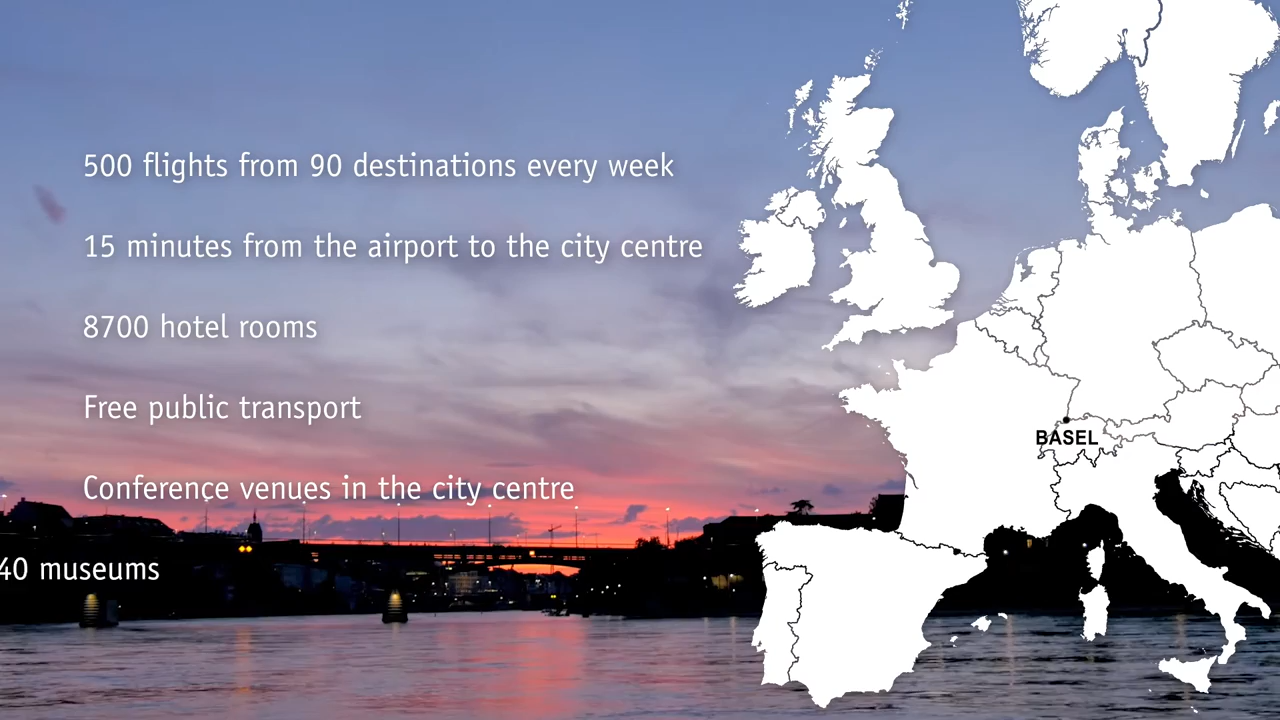 500 flights from 90 destinations every week
15 minutes from the airport to the city centre
8700 hotel rooms
Free public transport
BASEL
Conference venues in the city centre
40 museums